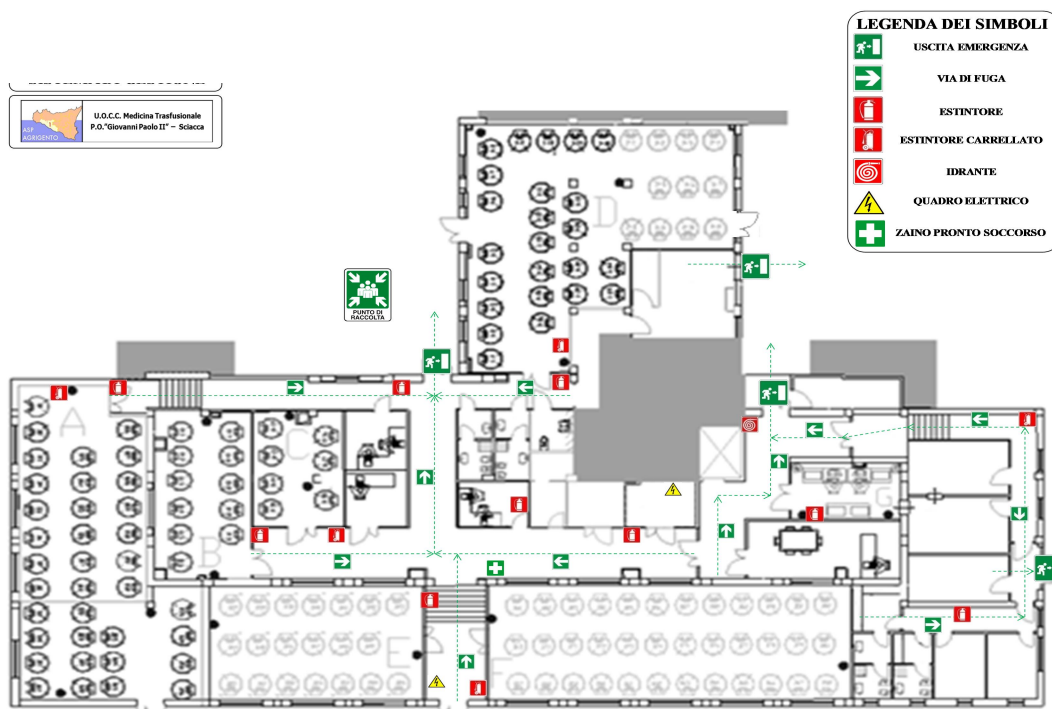 LEGENDA DEI SIMBOLI
USCITA EMERGENZA
VIA DI FUGA
ESTINTORE
ESTINTORE CARRELLATO
IDRANTE
QUADRO ELETTRICO
ZAINO PRONTO SOCCORSO
ASP
AGRIGENTO
U.O.C.C. Medicina Trasfusionale
P.O."Giovanni Paolo II" – Sciacca
PUNTO DI
RACCOLTA
A
B
C
D
E
F
G